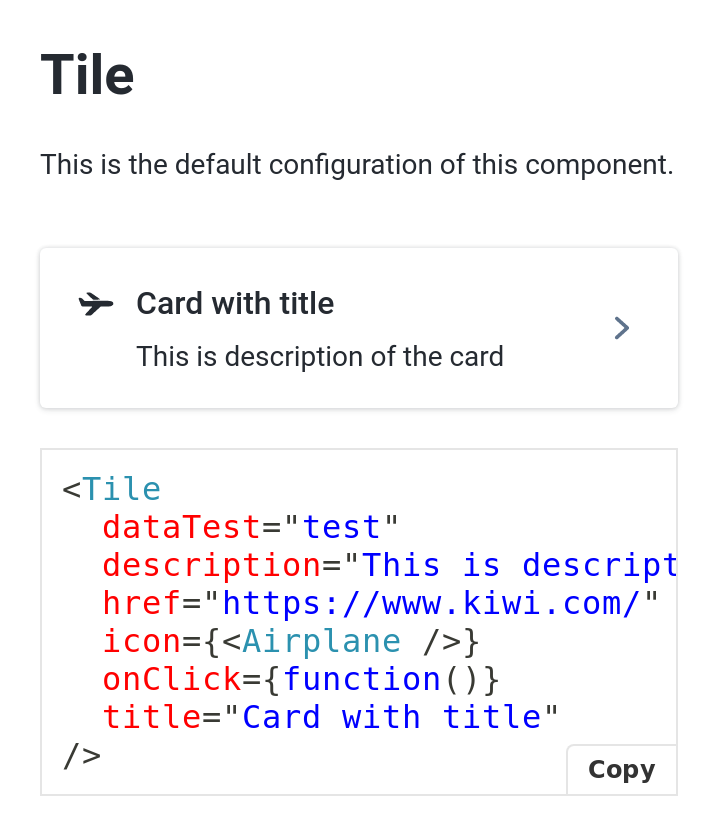 Tile
This is the default configuration of this component.
Card with title
This is description of the card
<Tile
  dataTest="test"
  description="This is descript
  href="https://www.kiwi.com/"
  icon={<Airplane />}
  onClick={function()}
  title="Card with title"
/>
Copy